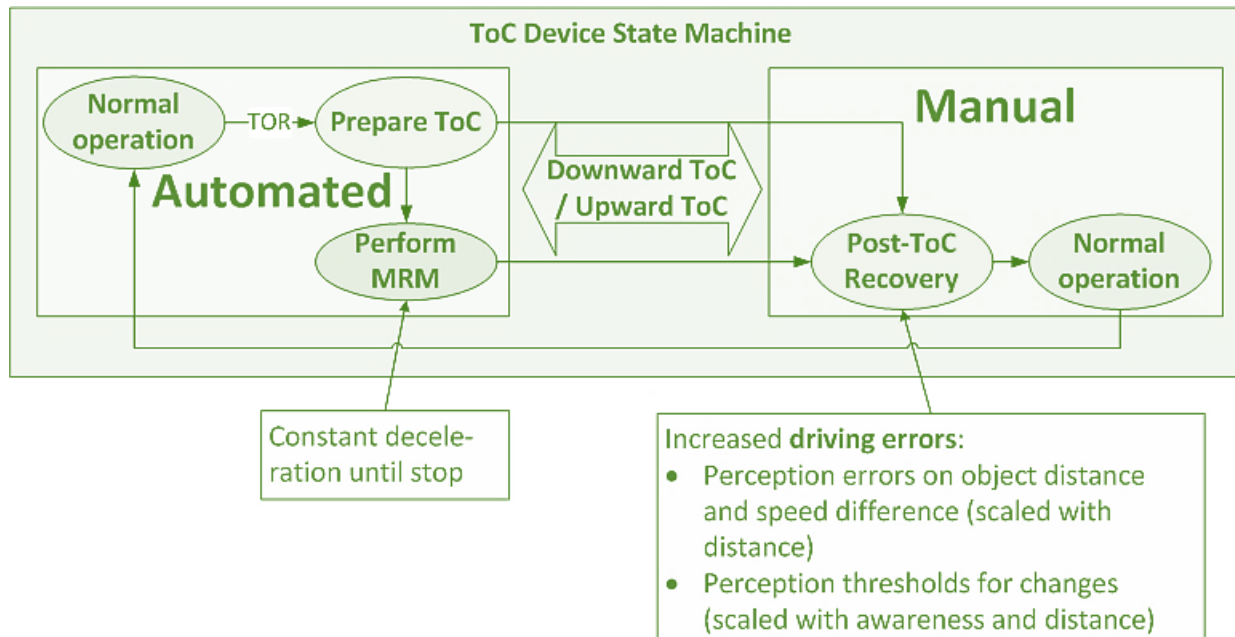 ToC Device State Machine
Normal
operation
TOR
Prepare ToC
Automated
Perform
MRM
Downward ToC
/ Upward ToC
Manual
Post-ToC
Recovery
Normal
operation
Constant decele-
ration until stop
Increased driving errors:
• Perception errors on object distance
and speed difference (scaled with
distance)
• Perception thresholds for changes
(scaled with awareness and distance)